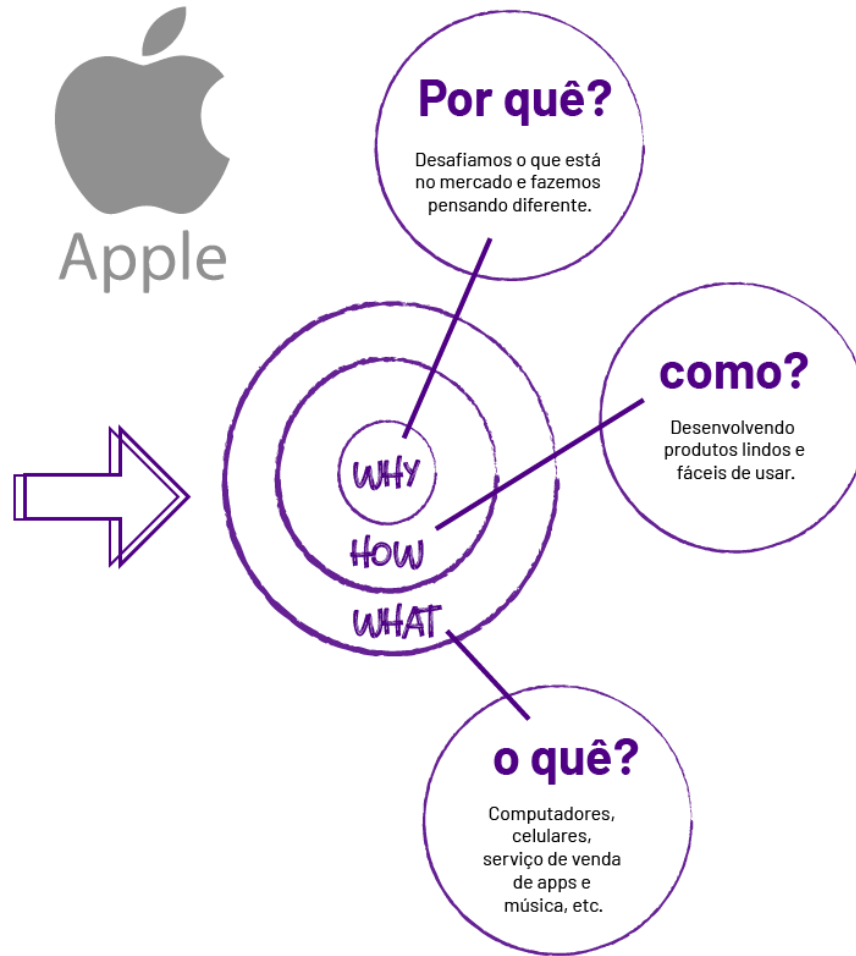 Apple
Por quê?
Desafiamos o que está
no mercado e fazemos
pensando diferente.
como?
Desenvolvendo
produtos lindos e
fáceis de usar.
WHY
HOW
WHAT
o quê?
Computadores,
celulares,
serviço de venda
de apps e
música, etc.